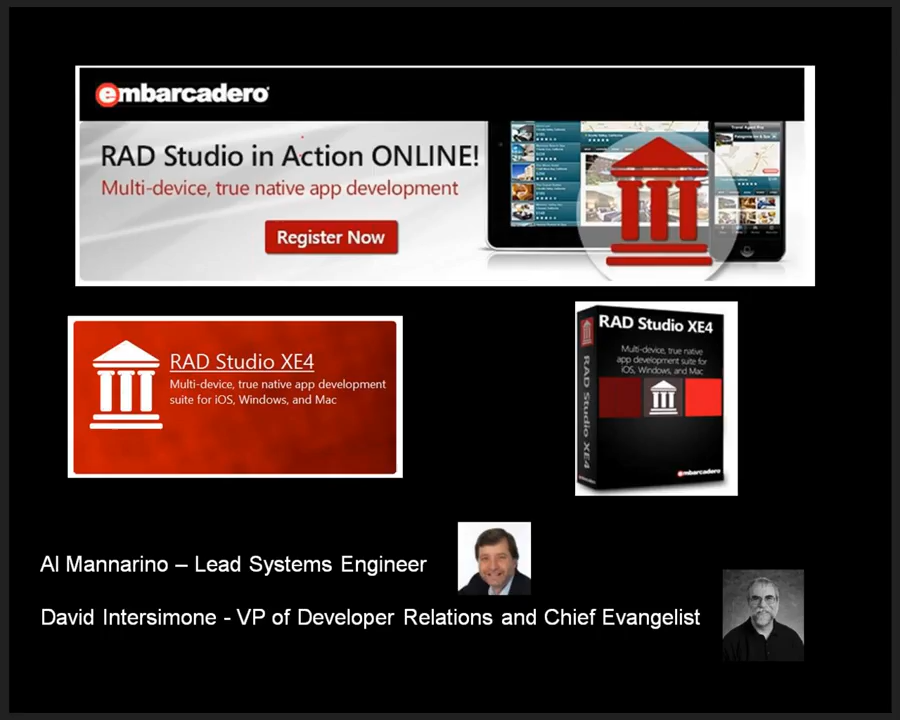 embarcadero
RAD Studio in Action ONLINE!
Multi-device, true native app development
Register Now
RAD Studio XE4
Multi-device, true native app development
suite for iOS, Windows, and Mac
RAD Studio XE4
Multi-device, true native
app development suite for
iOS, Windows, and Mac
RAD Studio XE4
embarcadero
Al Mannarino – Lead Systems Engineer
David Intersimone - VP of Developer Relations and Chief Evangelist